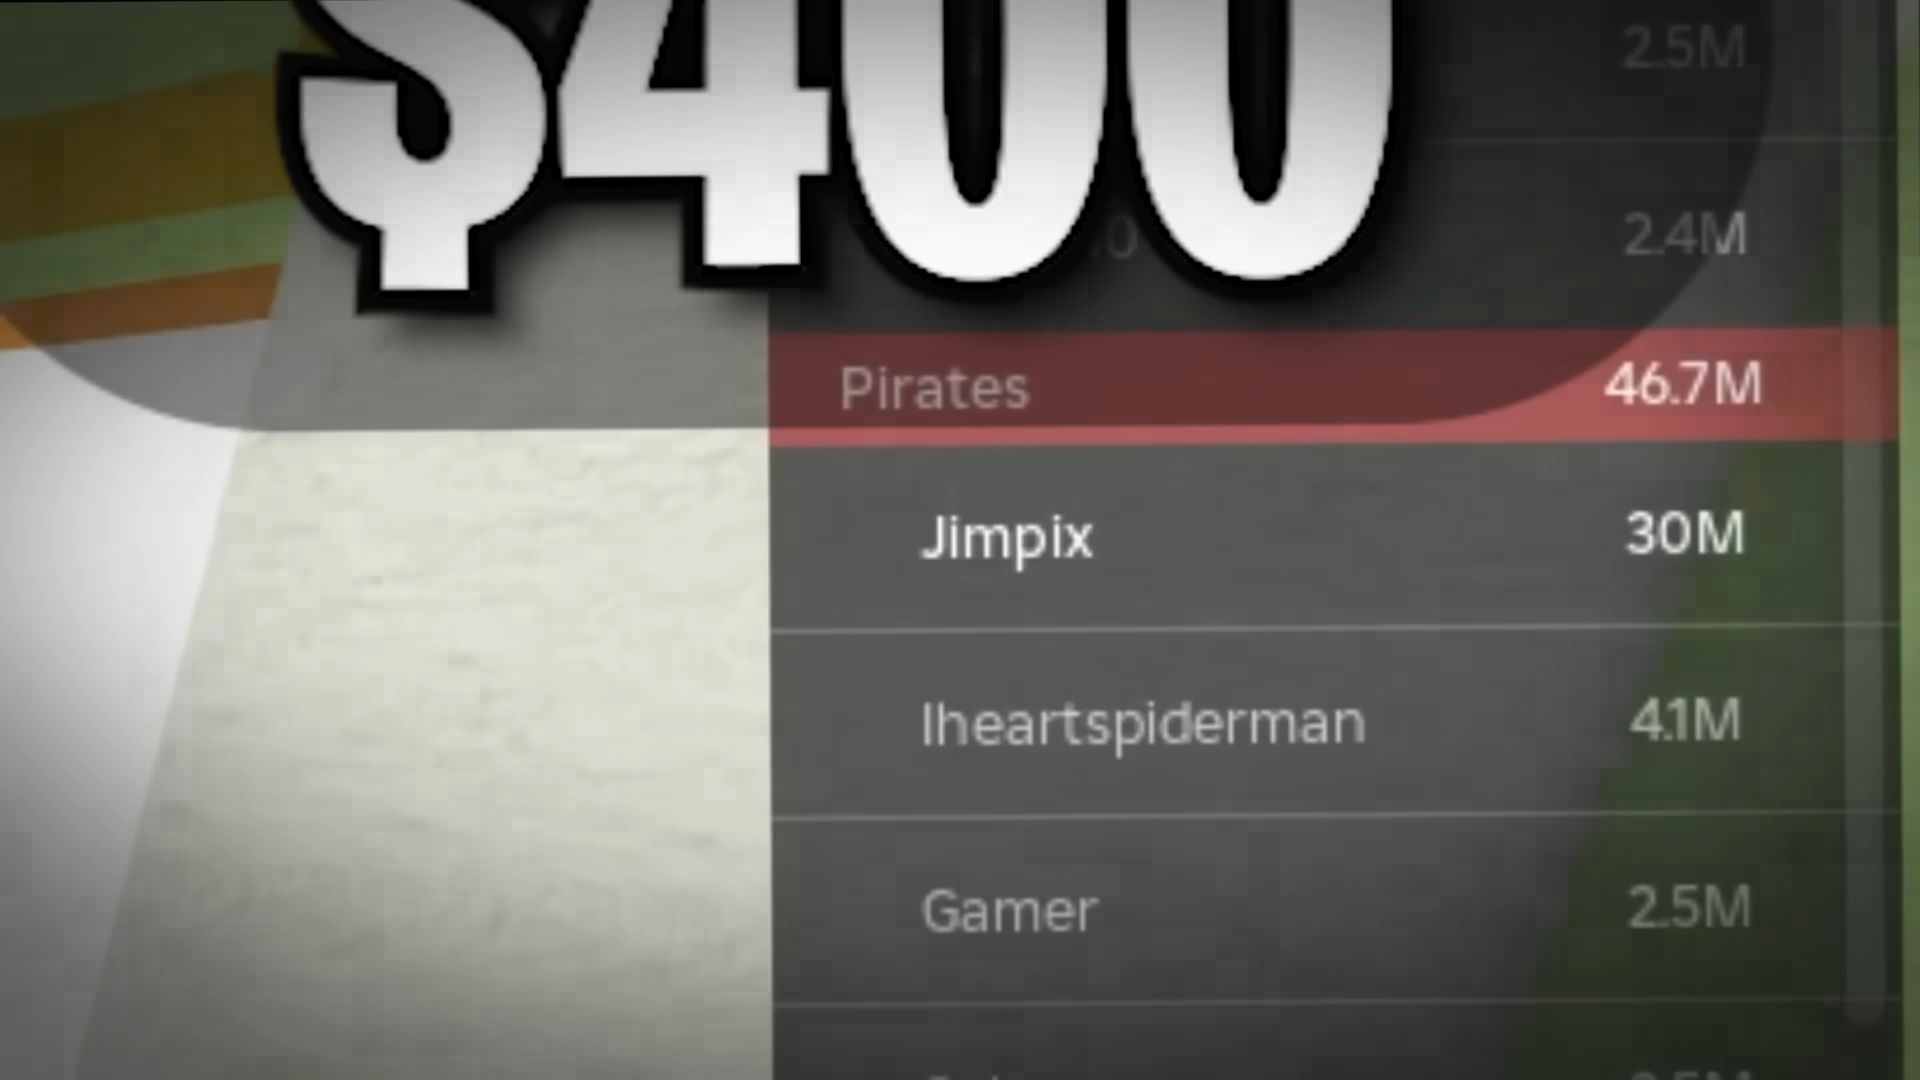 $400
2.5M
2.4M
Pirates 46.7M
Jimpix 30M
Iheartspiderman 4.1M
Gamer 2.5M